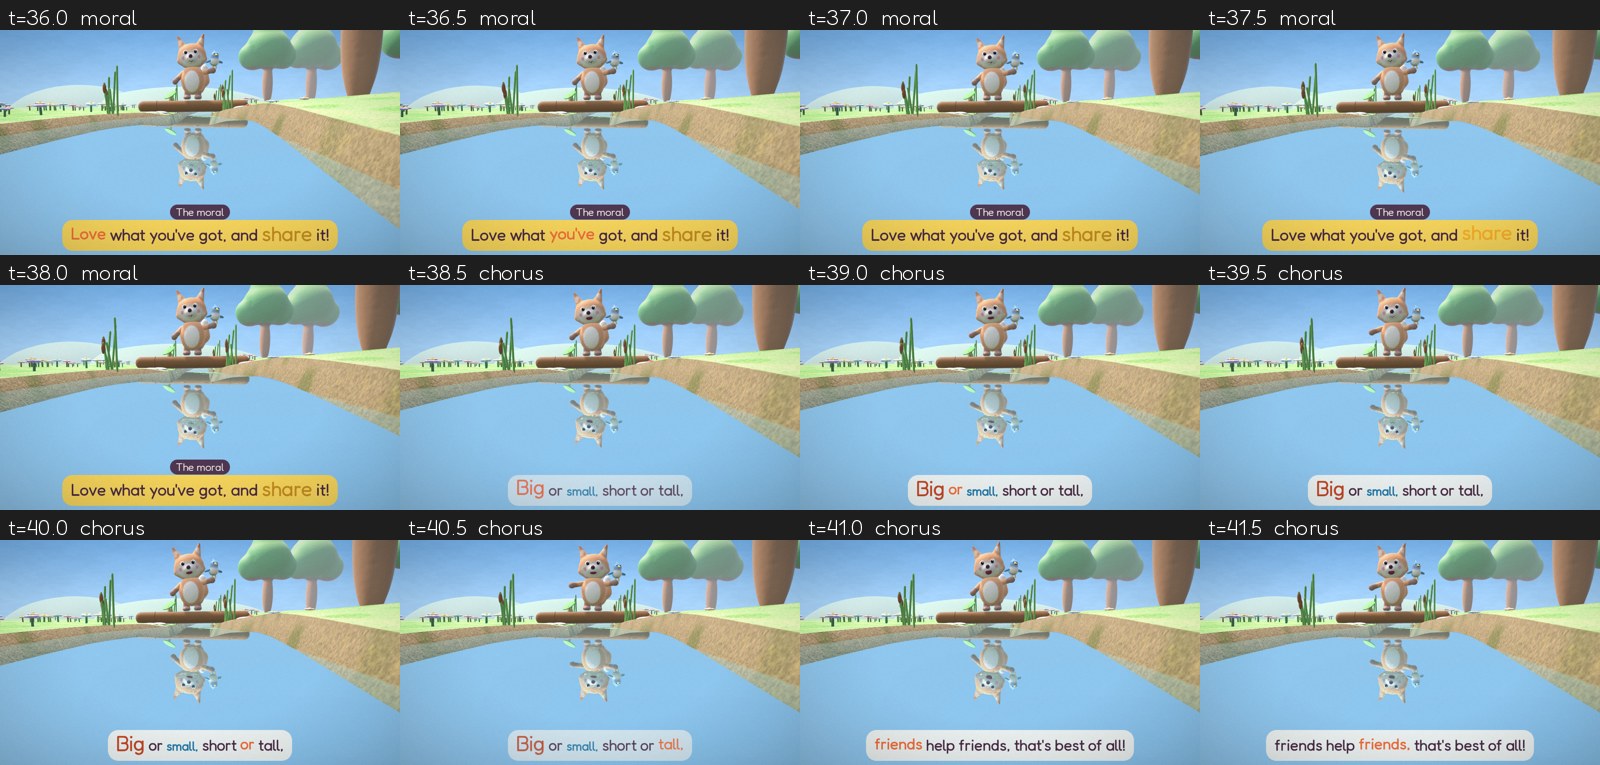 t=36.0 moral
The moral
Love what you've got, and share it!
t=36.5 moral
The moral
Love what you've got, and share it!
t=37.0 moral
The moral
Love what you've got, and share it!
t=37.5 moral
The moral
Love what you've got, and share it!
t=38.0 moral
The moral
Love what you've got, and share it!
t=38.5 chorus
Big or small, short or tall,
t=39.0 chorus
Big or small, short or tall,
t=39.5 chorus
Big or small, short or tall,
t=40.0 chorus
Big or small, short or tall,
t=40.5 chorus
Big or small, short or tall,
t=41.0 chorus
friends help friends, that's best of all!
t=41.5 chorus
friends help friends, that's best of all!